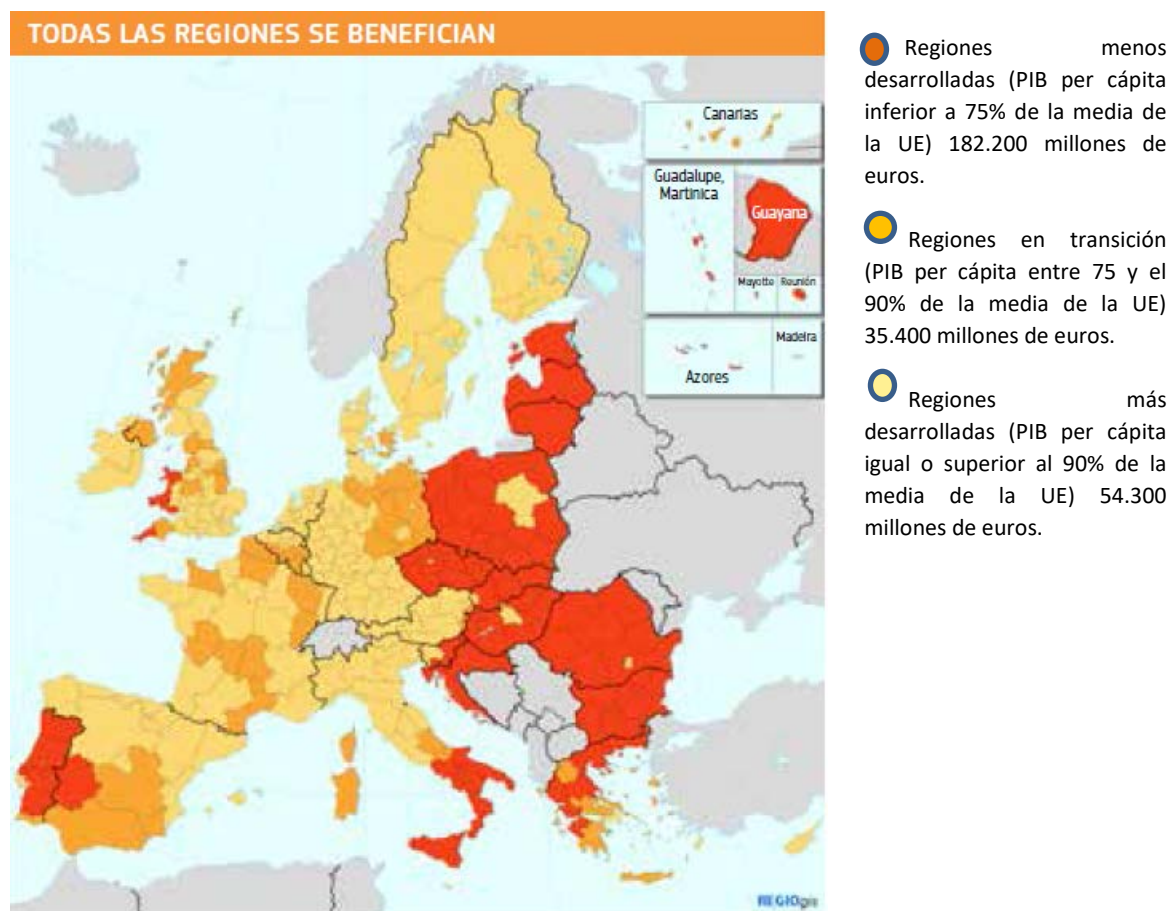 TODAS LAS REGIONES SE BENEFICIAN
Canarias
Guadalupe,
Martinica
Guayana
Mayotte Reunión
Azores
Madeira
REGIOgis
Regiones menos
desarrolladas (PIB per cápita
inferior a 75% de la media de
la UE) 182.200 millones de
euros.
Regiones en transición
(PIB per cápita entre 75 y el
90% de la media de la UE)
35.400 millones de euros.
Regiones más
desarrolladas (PIB per cápita
igual o superior al 90% de la
media de la UE) 54.300
millones de euros.